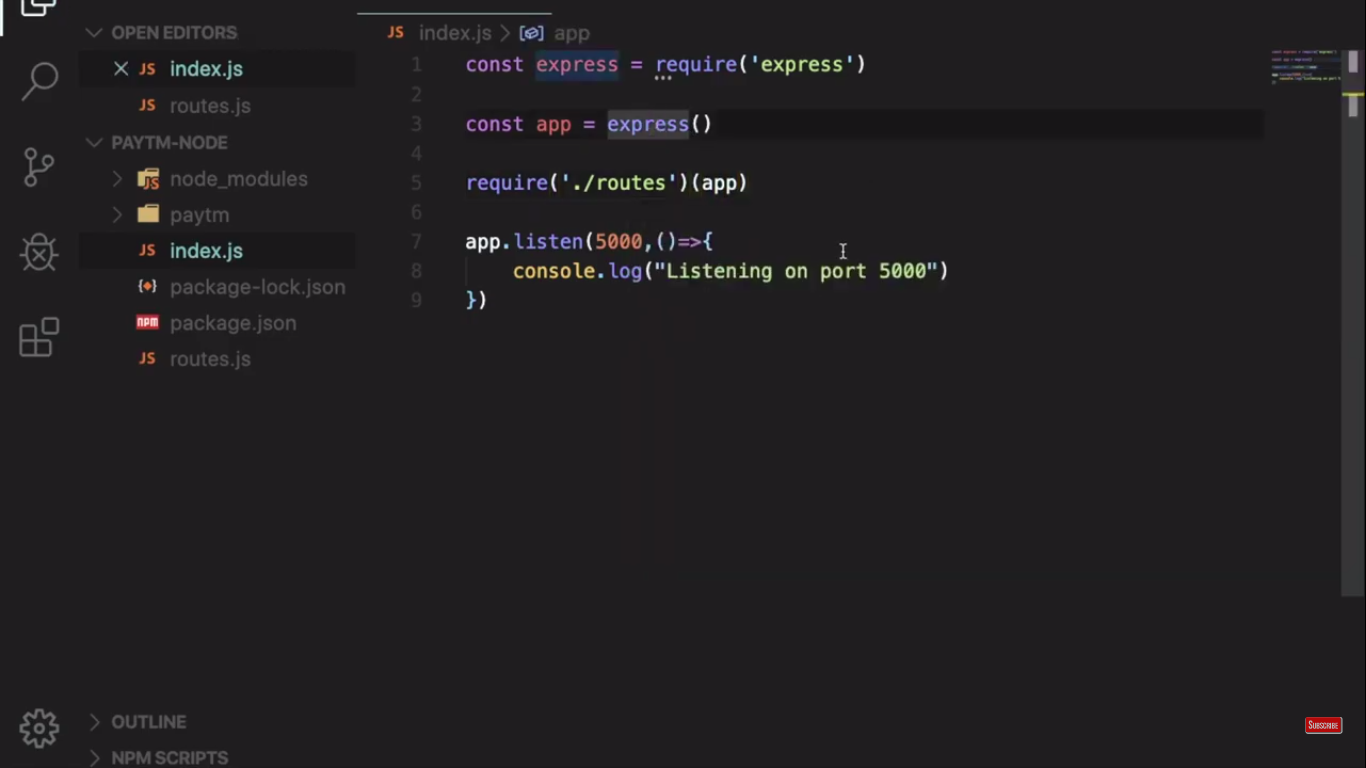 OPEN EDITORS
JS index.js
JS routes.js
PAYTM-NODE
JS node_modules
paytm
JS index.js
package-lock.json
npm package.json
JS routes.js
OUTLINE
NPM SCRIPTS
JS index.js > app
1 const express = require('express')
2
3 const app = express()
4
5 require('./routes')(app)
6
7 app.listen(5000,()=>{
8 console.log("Listening on port 5000")
9 })
SUBSCRIBE